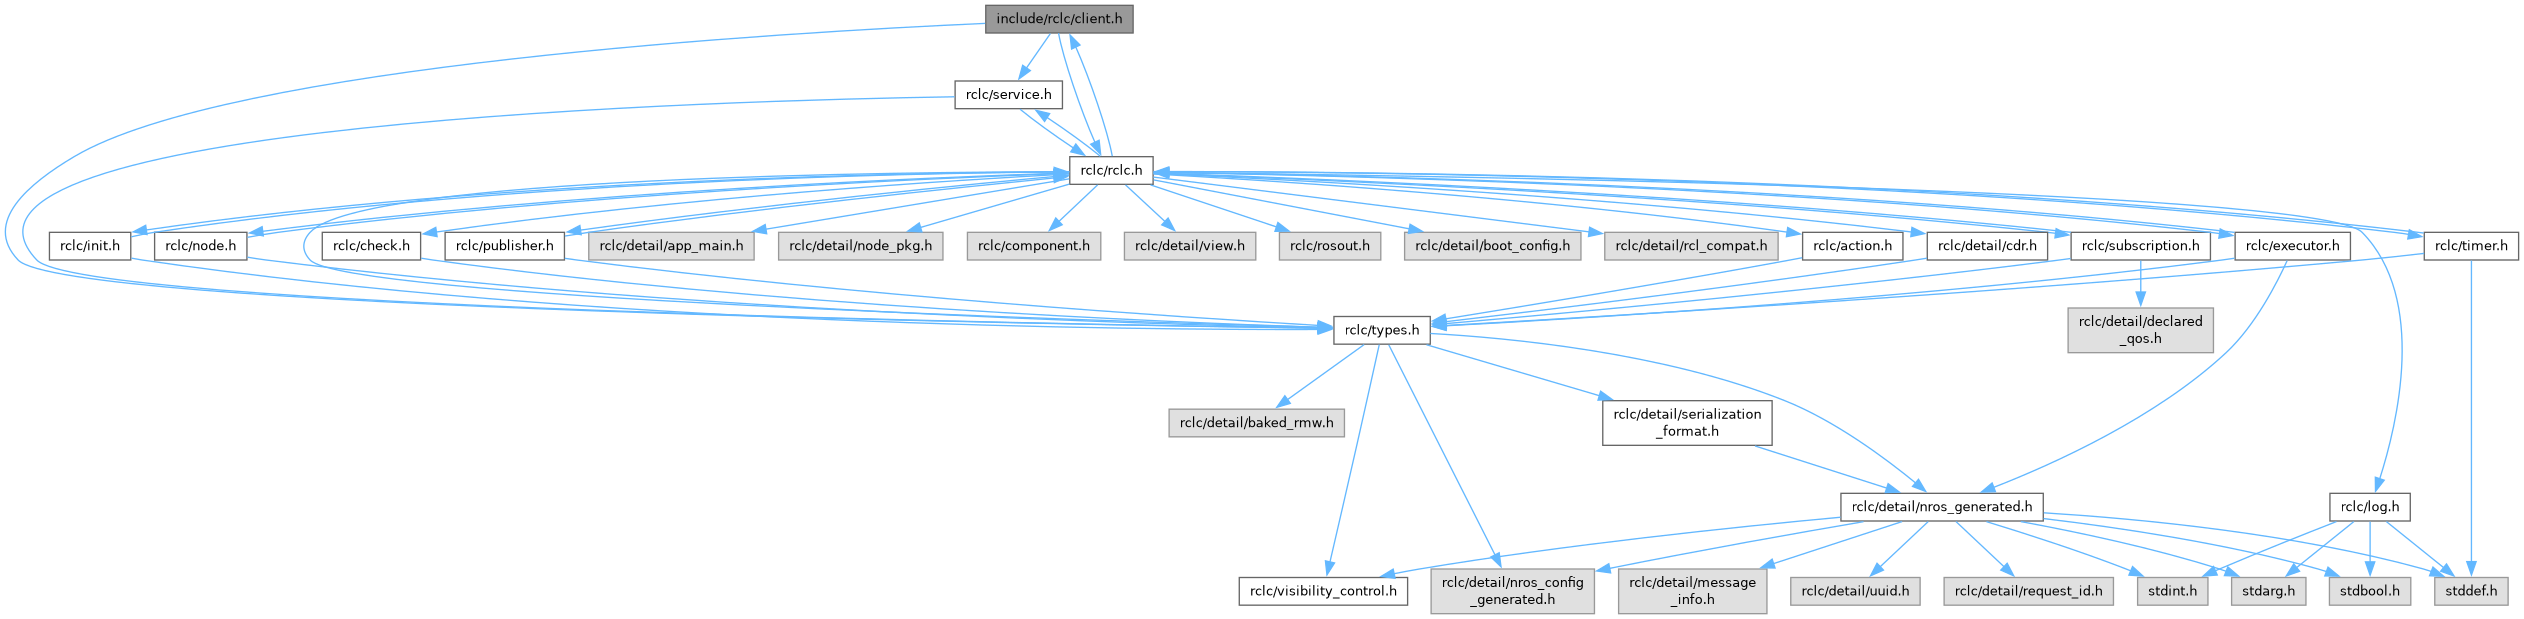 include/rclc/client.h
rclc/service.h
rclc/rclc.h
rclc/init.h
rclc/node.h
rclc/check.h
rclc/publisher.h
rclc/detail/app_main.h
rclc/detail/node_pkg.h
rclc/component.h
rclc/detail/view.h
rclc/rosout.h
rclc/detail/boot_config.h
rclc/detail/rcl_compat.h
rclc/action.h
rclc/detail/cdr.h
rclc/subscription.h
rclc/executor.h
rclc/timer.h
rclc/types.h
rclc/detail/declared
_qos.h
rclc/detail/baked_rmw.h
rclc/detail/serialization
_format.h
rclc/detail/nros_generated.h
rclc/log.h
rclc/visibility_control.h
rclc/detail/nros_config
_generated.h
rclc/detail/message
_info.h
rclc/detail/uuid.h
rclc/detail/request_id.h
stdint.h
stdarg.h
stdbool.h
stddef.h